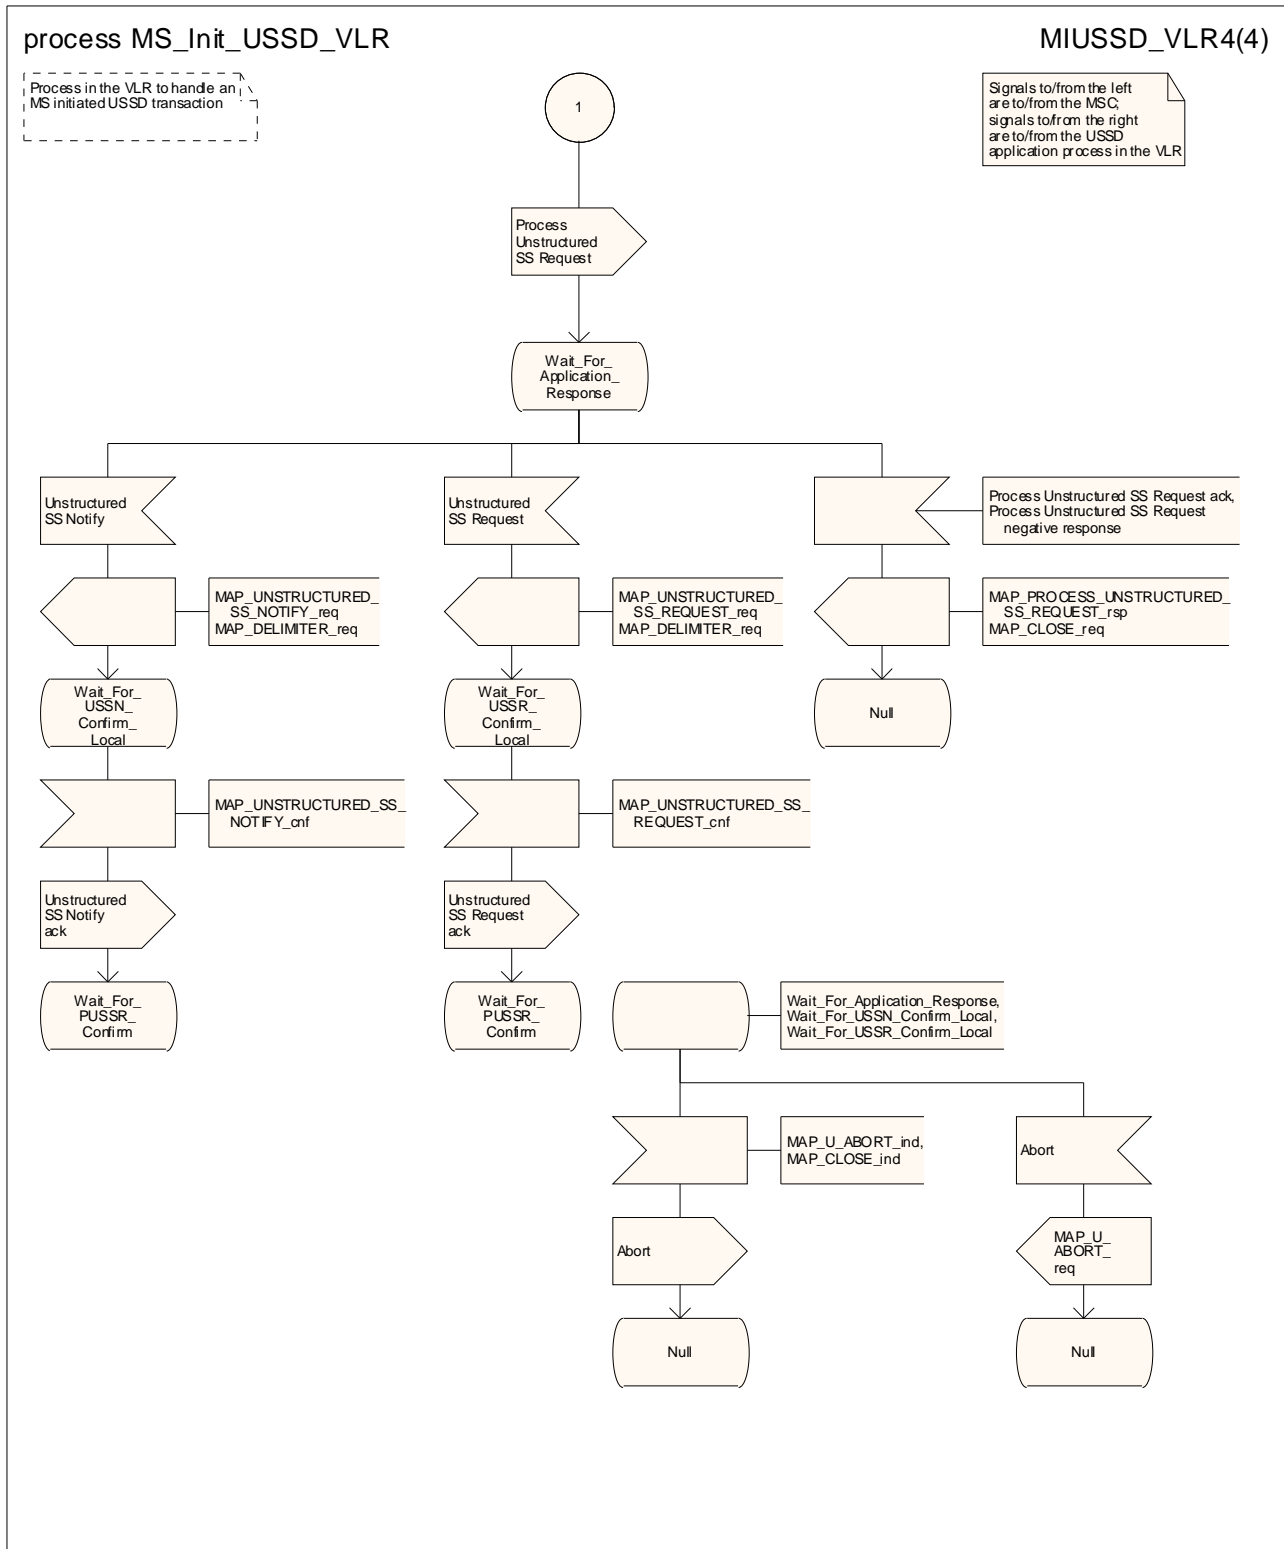 process MS_Init_USSD_VLR
MIUSSD_VLR4(4)
Process in the VLR to handle an
MS initiated USSD transaction
1
Signals to/from the left
are to/from the MSC;
signals to/from the right
are to/from the USSD
application process in the VLR
Process
Unstructured
SS Request
Wait_For_
Application_
Response
Unstructured
SS Notify
Unstructured
SS Request
Process Unstructured SS Request ack,
Process Unstructured SS Request
negative response
MAP_UNSTRUCTURED_
SS_NOTIFY_req
MAP_DELIMITER_req
MAP_UNSTRUCTURED_
SS_REQUEST_req
MAP_DELIMITER_req
MAP_PROCESS_UNSTRUCTURED_
SS_REQUEST_rsp
MAP_CLOSE_req
Wait_For_
USSN_
Confirm_
Local
Wait_For_
USSR_
Confirm_
Local
Null
MAP_UNSTRUCTURED_SS_
NOTIFY_cnf
MAP_UNSTRUCTURED_SS_
REQUEST_cnf
Unstructured
SS Notify
ack
Unstructured
SS Request
ack
Wait_For_
PUSSR_
Confirm
Wait_For_
PUSSR_
Confirm
Wait_For_Application_Response,
Wait_For_USSN_Confirm_Local,
Wait_For_USSR_Confirm_Local
MAP_U_ABORT_ind,
MAP_CLOSE_ind
Abort
Abort
MAP_U_
ABORT_
req
Null
Null